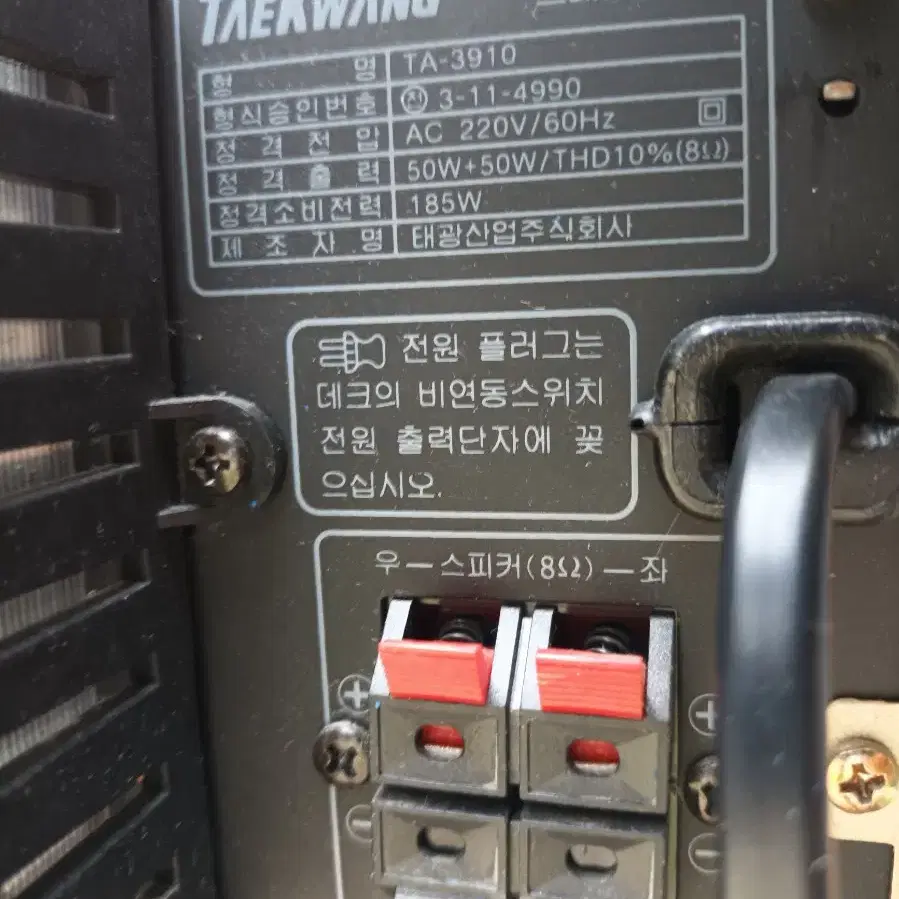 TAEKWANG
형 명 TA-3910
형식승인번호 전 3-11-4990
정격전압 AC 220V/60Hz
정격출력 50W+50W/THD10%(8Ω)
정격소비전력 185W
제조자명 태광산업주식회사
전원 플러그는
데크의 비연동스위치
전원 출력단자에 꽂
으십시오.
우－스피커(8Ω)－좌
+ +
− −